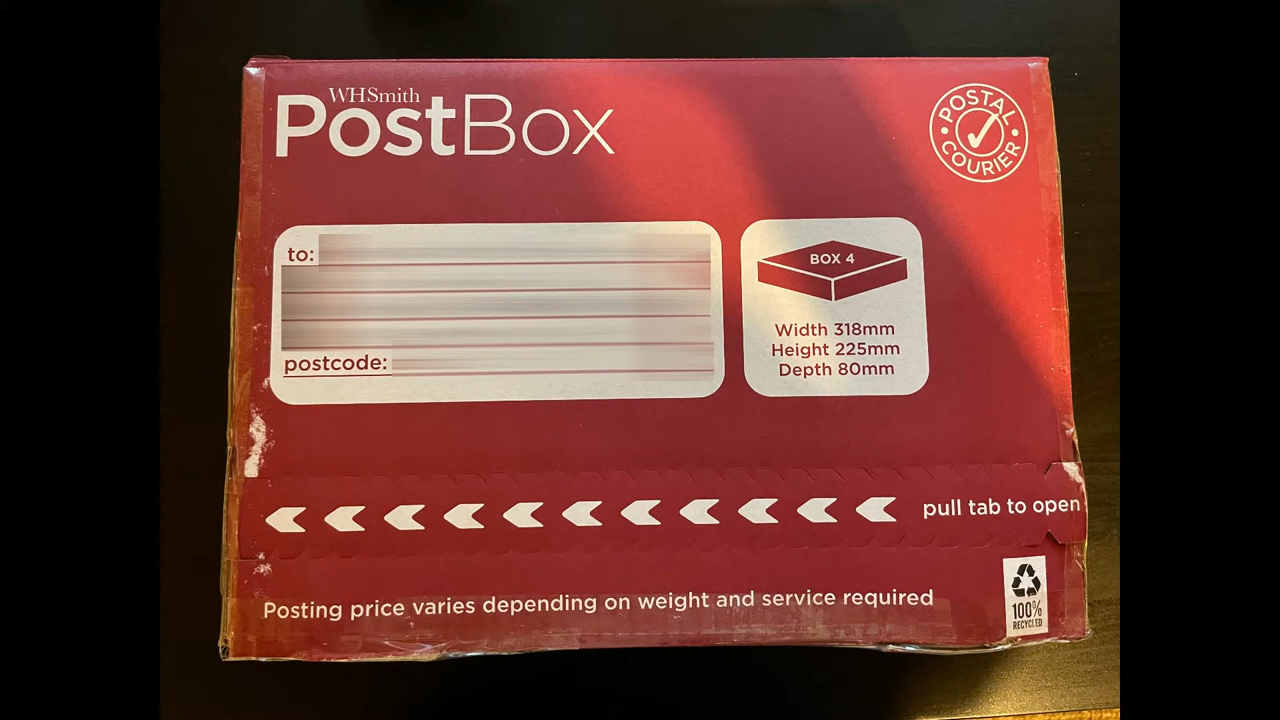 WHSmith
PostBox
POSTAL
COURIER
to:
postcode:
BOX 4
Width 318mm
Height 225mm
Depth 80mm
pull tab to open
Posting price varies depending on weight and service required
100%
RECYCLED